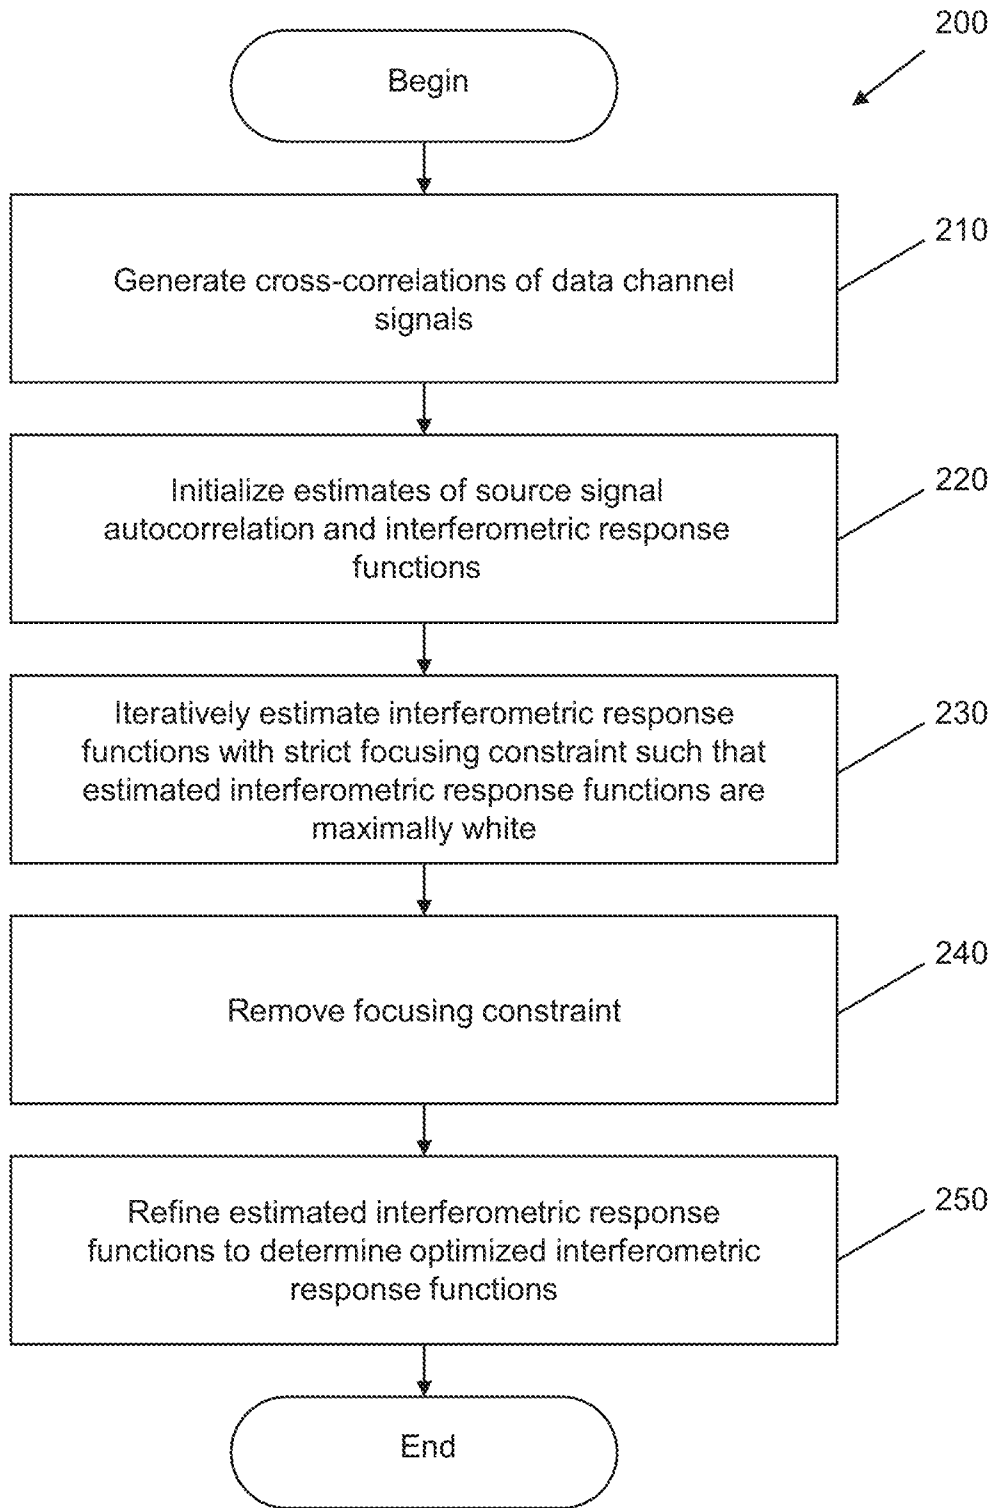 200
Begin
210
Generate cross-correlations of data channel
signals
220
Initialize estimates of source signal
autocorrelation and interferometric response
functions
230
Iteratively estimate interferometric response
functions with strict focusing constraint such that
estimated interferometric response functions are
maximally white
240
Remove focusing constraint
250
Refine estimated interferometric response
functions to determine optimized interferometric
response functions
End